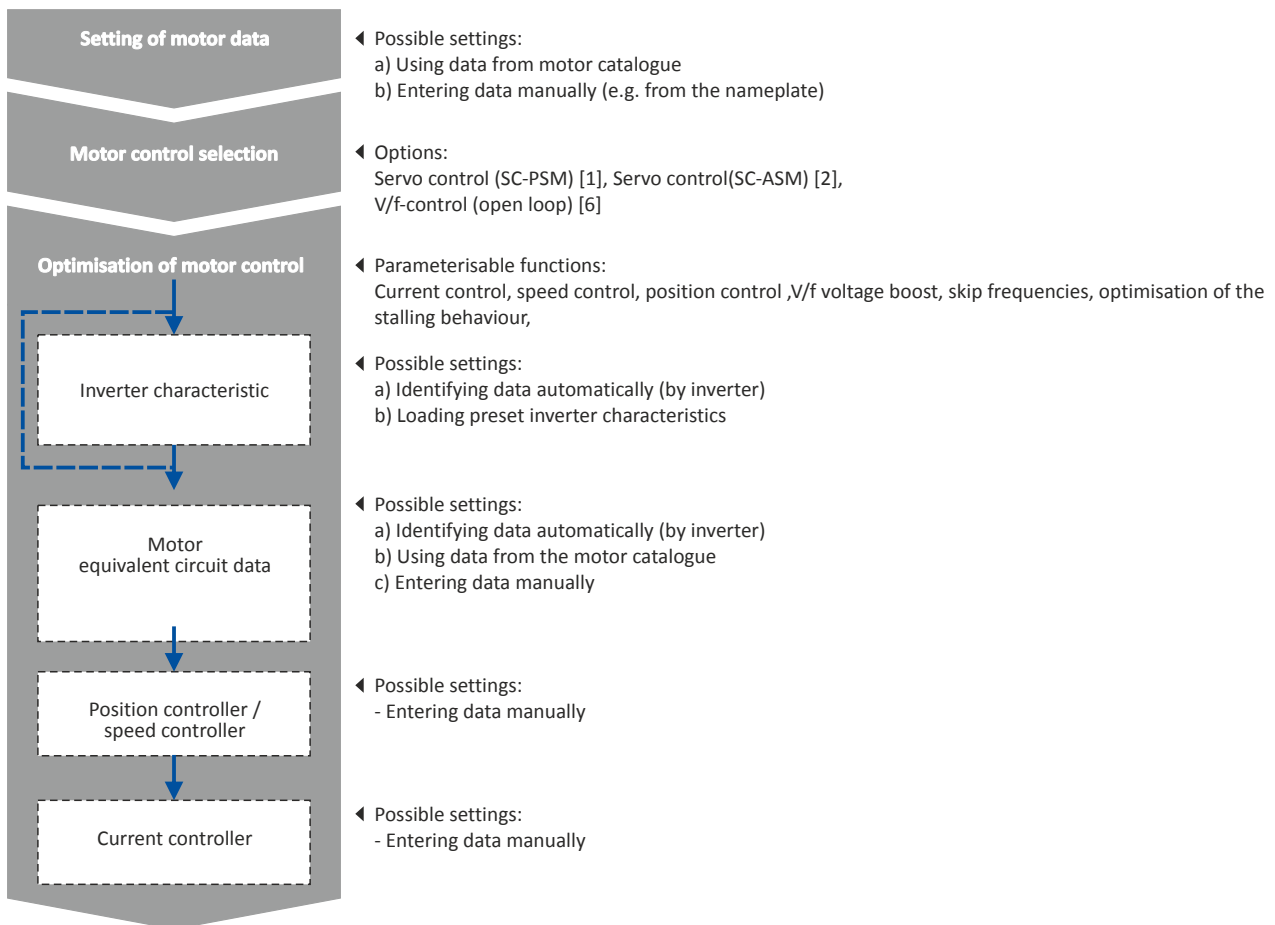 Setting of motor data
◀ Possible settings:
a) Using data from motor catalogue
b) Entering data manually (e.g. from the nameplate)
Motor control selection
◀ Options:
Servo control (SC-PSM) [1], Servo control(SC-ASM) [2],
V/f-control (open loop) [6]
Optimisation of motor control
◀ Parameterisable functions:
Current control, speed control, position control ,V/f voltage boost, skip frequencies, optimisation of the
stalling behaviour,
Inverter characteristic
◀ Possible settings:
a) Identifying data automatically (by inverter)
b) Loading preset inverter characteristics
Motor
equivalent circuit data
◀ Possible settings:
a) Identifying data automatically (by inverter)
b) Using data from the motor catalogue
c) Entering data manually
Position controller /
speed controller
◀ Possible settings:
- Entering data manually
Current controller
◀ Possible settings:
- Entering data manually